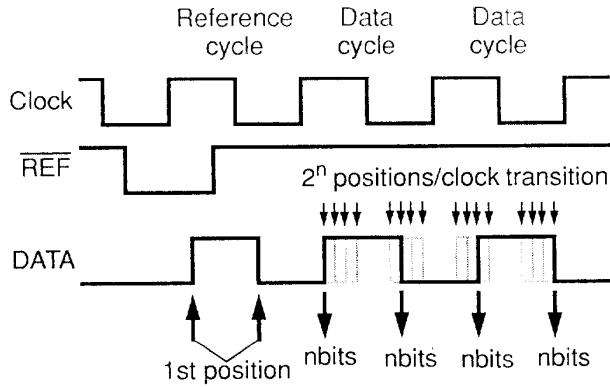 Reference cycle
Data cycle
Data cycle
Clock
REF
2ⁿ positions/clock transition
DATA
1st position
nbits
nbits
nbits
nbits